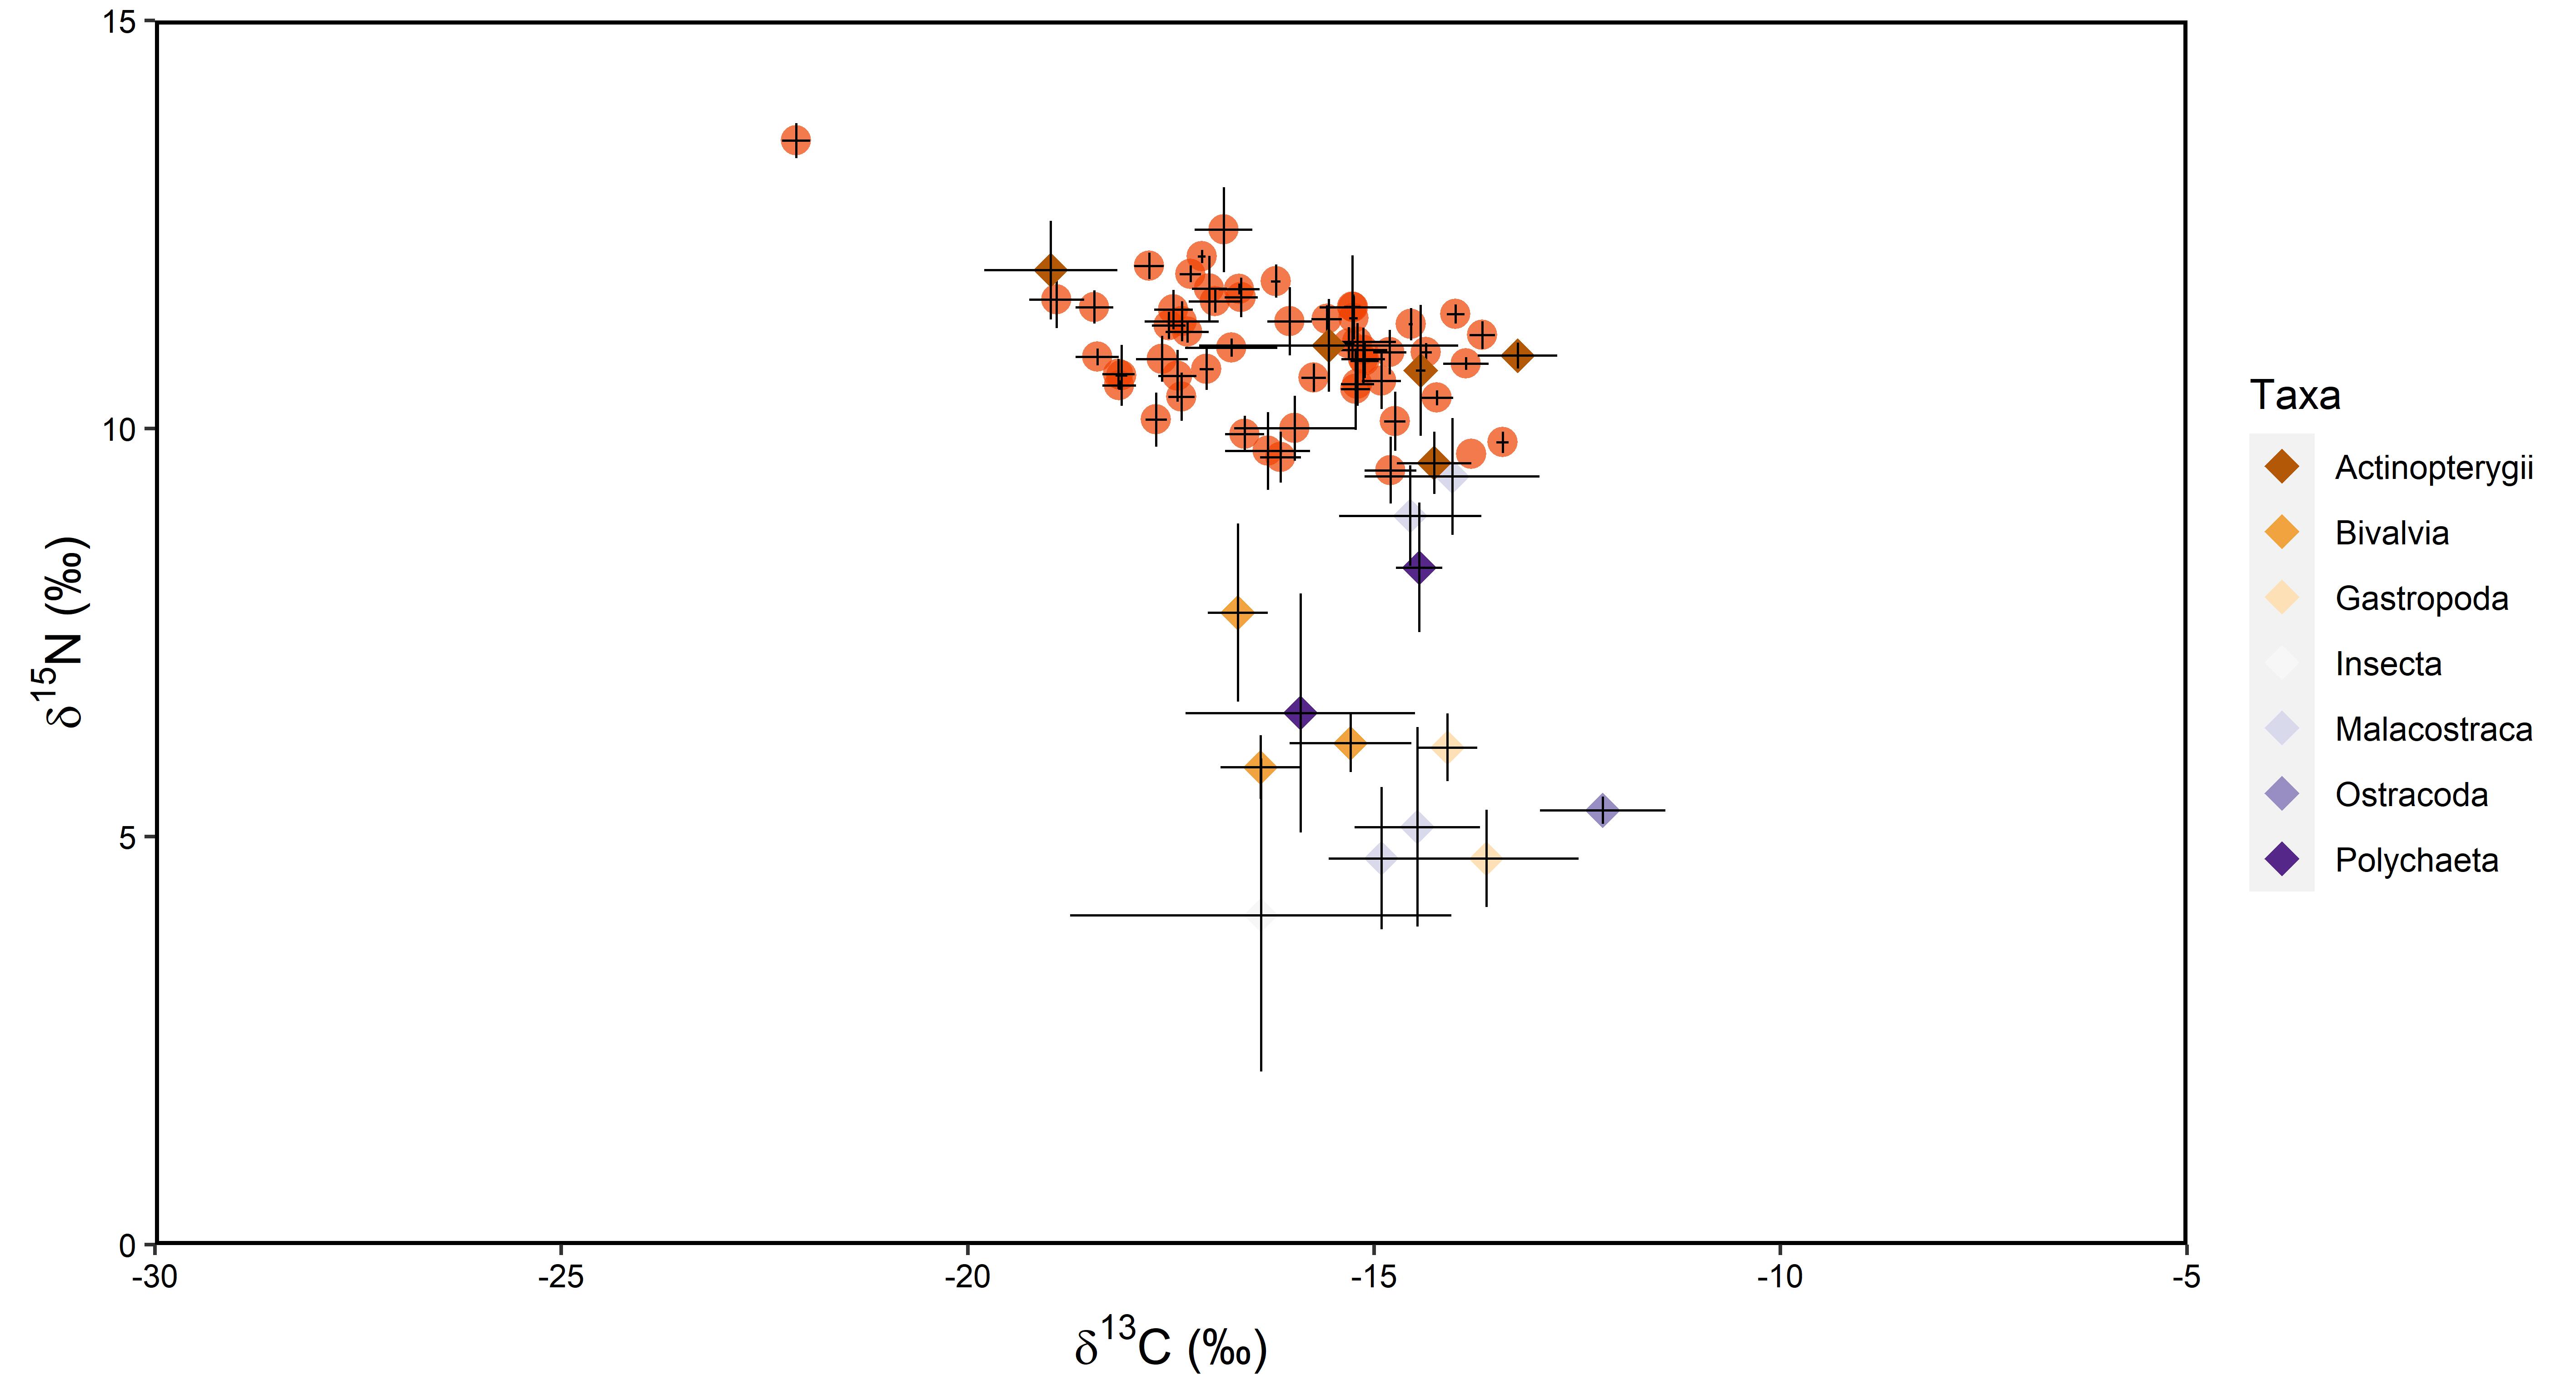 15
10
5
0
δ15N (‰)
-30 -25 -20 -15 -10 -5
δ13C (‰)
Taxa
Actinopterygii
Bivalvia
Gastropoda
Insecta
Malacostraca
Ostracoda
Polychaeta